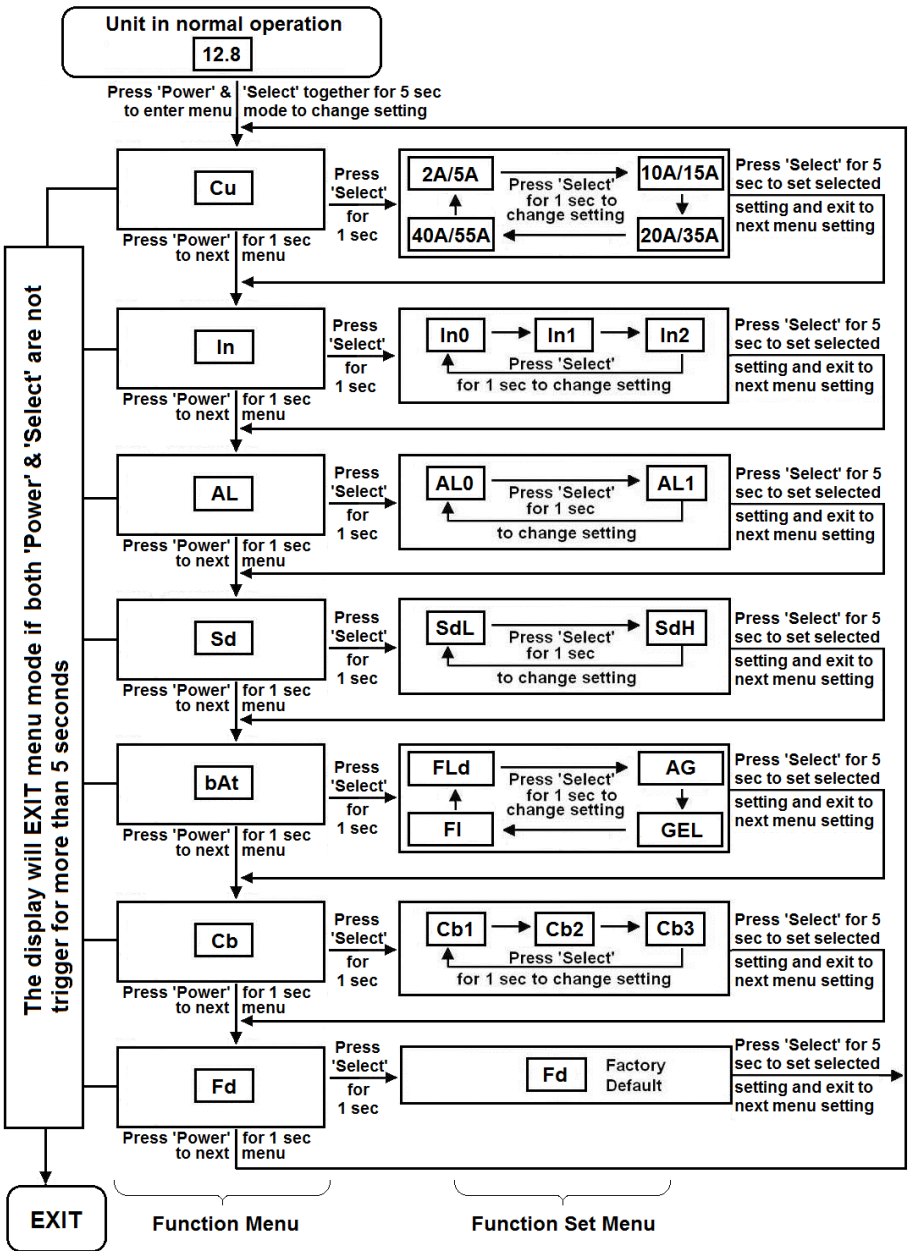 Unit in normal operation
12.8
Press 'Power' & 'Select' together for 5 sec
to enter menu mode to change setting
Cu
Press
'Select'
for
1 sec
2A/5A
10A/15A
Press 'Select'
for 1 sec to
change setting
40A/55A
20A/35A
Press 'Select' for 5
sec to set selected
setting and exit to
next menu setting
Press 'Power' for 1 sec
to next menu
In
Press
'Select'
for
1 sec
In0
In1
In2
Press 'Select'
for 1 sec to change setting
Press 'Select' for 5
sec to set selected
setting and exit to
next menu setting
Press 'Power' for 1 sec
to next menu
AL
Press
'Select'
for
1 sec
AL0
AL1
Press 'Select'
for 1 sec
to change setting
Press 'Select' for 5
sec to set selected
setting and exit to
next menu setting
Press 'Power' for 1 sec
to next menu
Sd
Press
'Select'
for
1 sec
SdL
SdH
Press 'Select'
for 1 sec
to change setting
Press 'Select' for 5
sec to set selected
setting and exit to
next menu setting
Press 'Power' for 1 sec
to next menu
bAt
Press
'Select'
for
1 sec
FLd
AG
Press 'Select'
for 1 sec to
change setting
FI
GEL
Press 'Select' for 5
sec to set selected
setting and exit to
next menu setting
Press 'Power' for 1 sec
to next menu
Cb
Press
'Select'
for
1 sec
Cb1
Cb2
Cb3
Press 'Select'
for 1 sec to change setting
Press 'Select' for 5
sec to set selected
setting and exit to
next menu setting
Press 'Power' for 1 sec
to next menu
Fd
Press
'Select'
for
1 sec
Fd
Factory
Default
Press 'Select' for 5
sec to set selected
setting and exit to
next menu setting
Press 'Power' for 1 sec
to next menu
The display will EXIT menu mode if both 'Power' & 'Select' are not
trigger for more than 5 seconds
EXIT
Function Menu
Function Set Menu